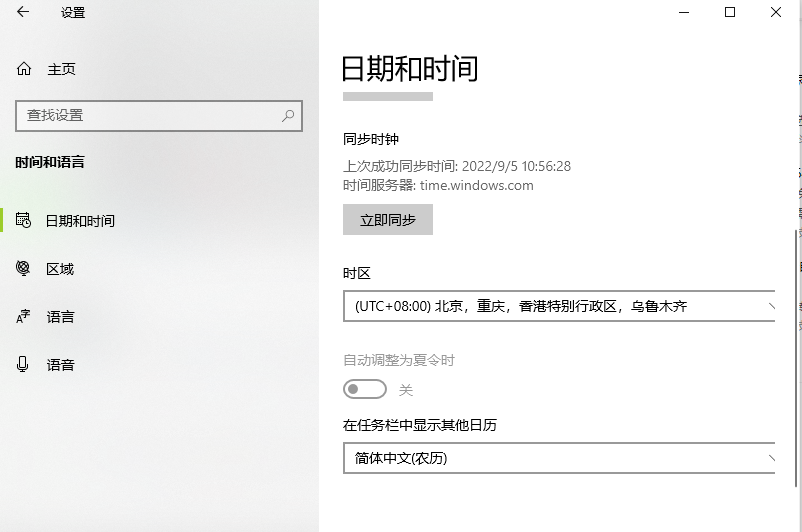 设置
主页
查找设置
时间和语言
日期和时间
区域
语言
语音
日期和时间
同步时钟
上次成功同步时间: 2022/9/5 10:56:28
时间服务器: time.windows.com
立即同步
时区
(UTC+08:00) 北京，重庆，香港特别行政区，乌鲁木齐
自动调整为夏令时
关
在任务栏中显示其他日历
简体中文(农历)